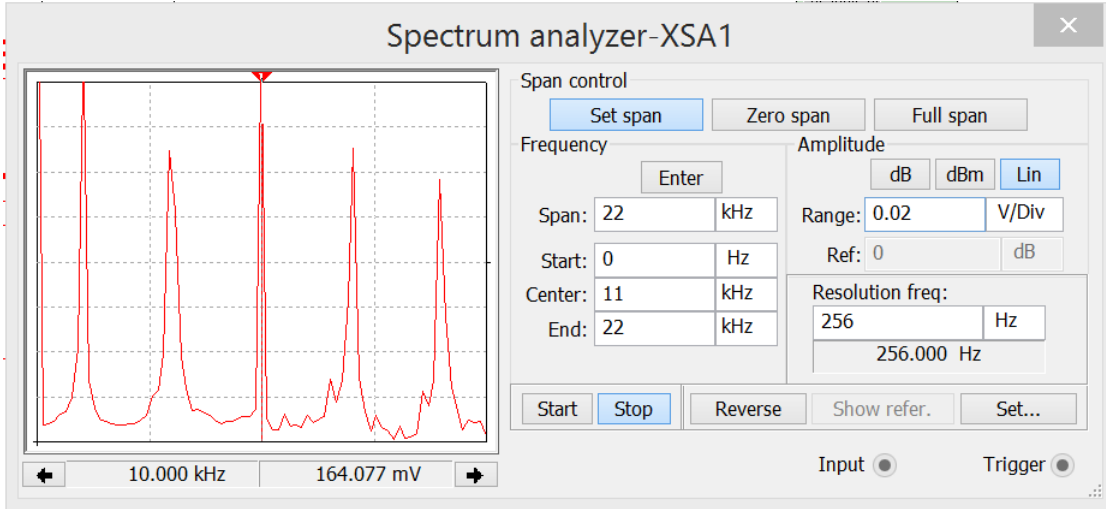 Spectrum analyzer-XSA1
Span control
Set span Zero span Full span
Frequency
Enter
Span: 22 kHz
Start: 0 Hz
Center: 11 kHz
End: 22 kHz
Amplitude
dB dBm Lin
Range: 0.02 V/Div
Ref: 0 dB
Resolution freq:
256 Hz
256.000 Hz
Start Stop Reverse Show refer. Set...
10.000 kHz 164.077 mV
Input Trigger